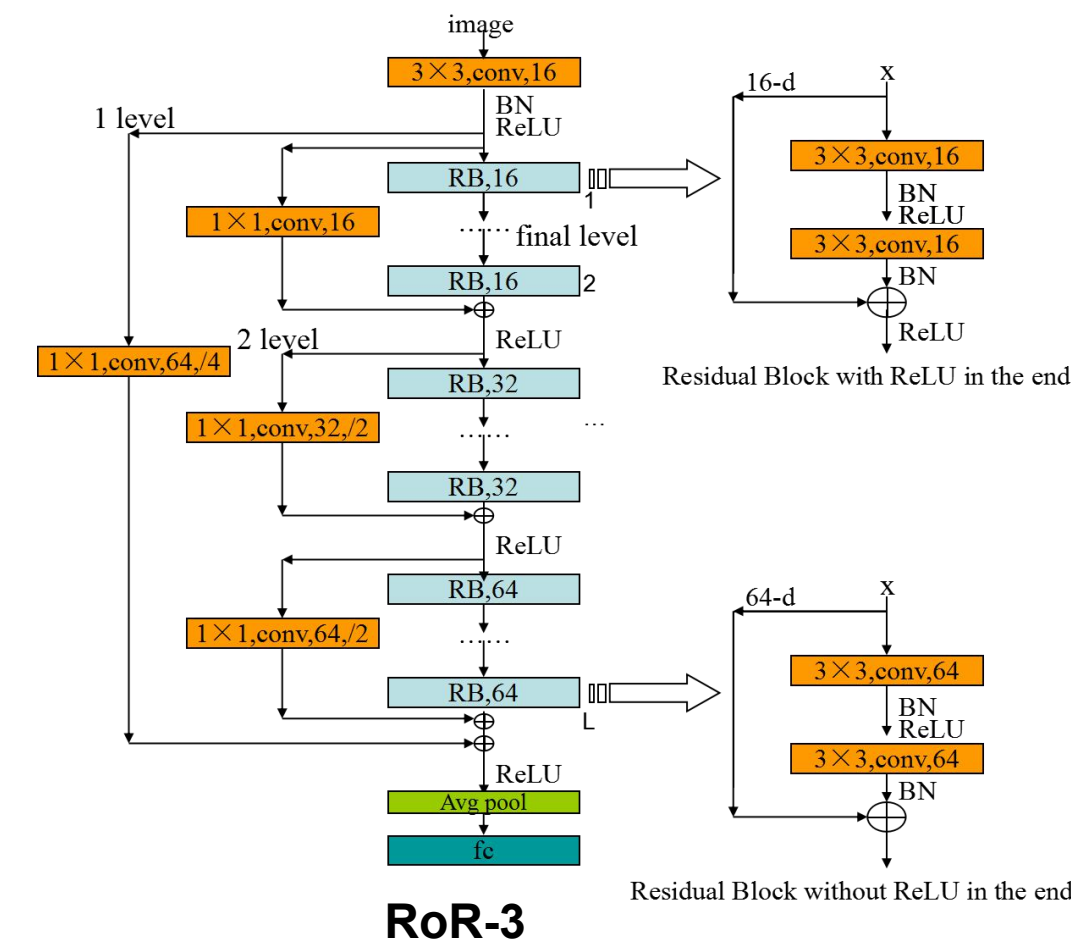 image
3×3,conv,16
BN
ReLU
1 level
RB,16
1
1×1,conv,16
......
final level
RB,16
2
ReLU
2 level
1×1,conv,64,/4
RB,32
1×1,conv,32,/2
......
...
RB,32
ReLU
RB,64
1×1,conv,64,/2
......
RB,64
L
ReLU
Avg pool
fc
RoR-3
x
16-d
3×3,conv,16
BN
ReLU
3×3,conv,16
BN
ReLU
Residual Block with ReLU in the end
x
64-d
3×3,conv,64
BN
ReLU
3×3,conv,64
BN
Residual Block without ReLU in the end